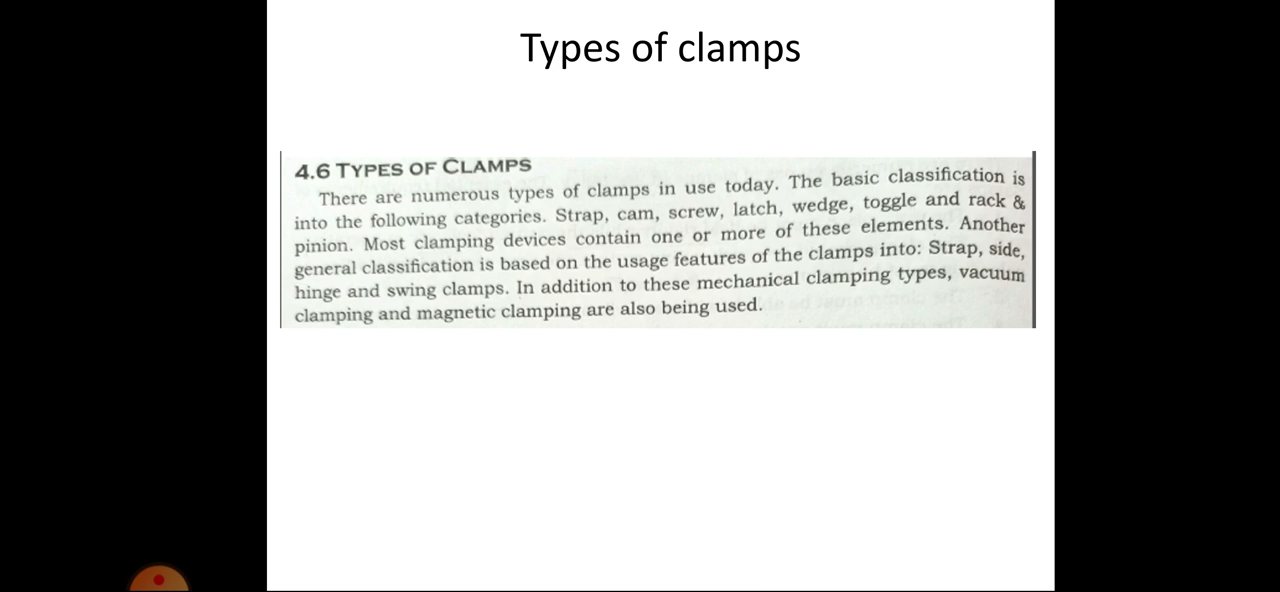 Types of clamps
4.6 TYPES OF CLAMPS
There are numerous types of clamps in use today. The basic classification is
into the following categories. Strap, cam, screw, latch, wedge, toggle and rack &
pinion. Most clamping devices contain one or more of these elements. Another
general classification is based on the usage features of the clamps into: Strap, side,
hinge and swing clamps. In addition to these mechanical clamping types, vacuum
clamping and magnetic clamping are also being used.